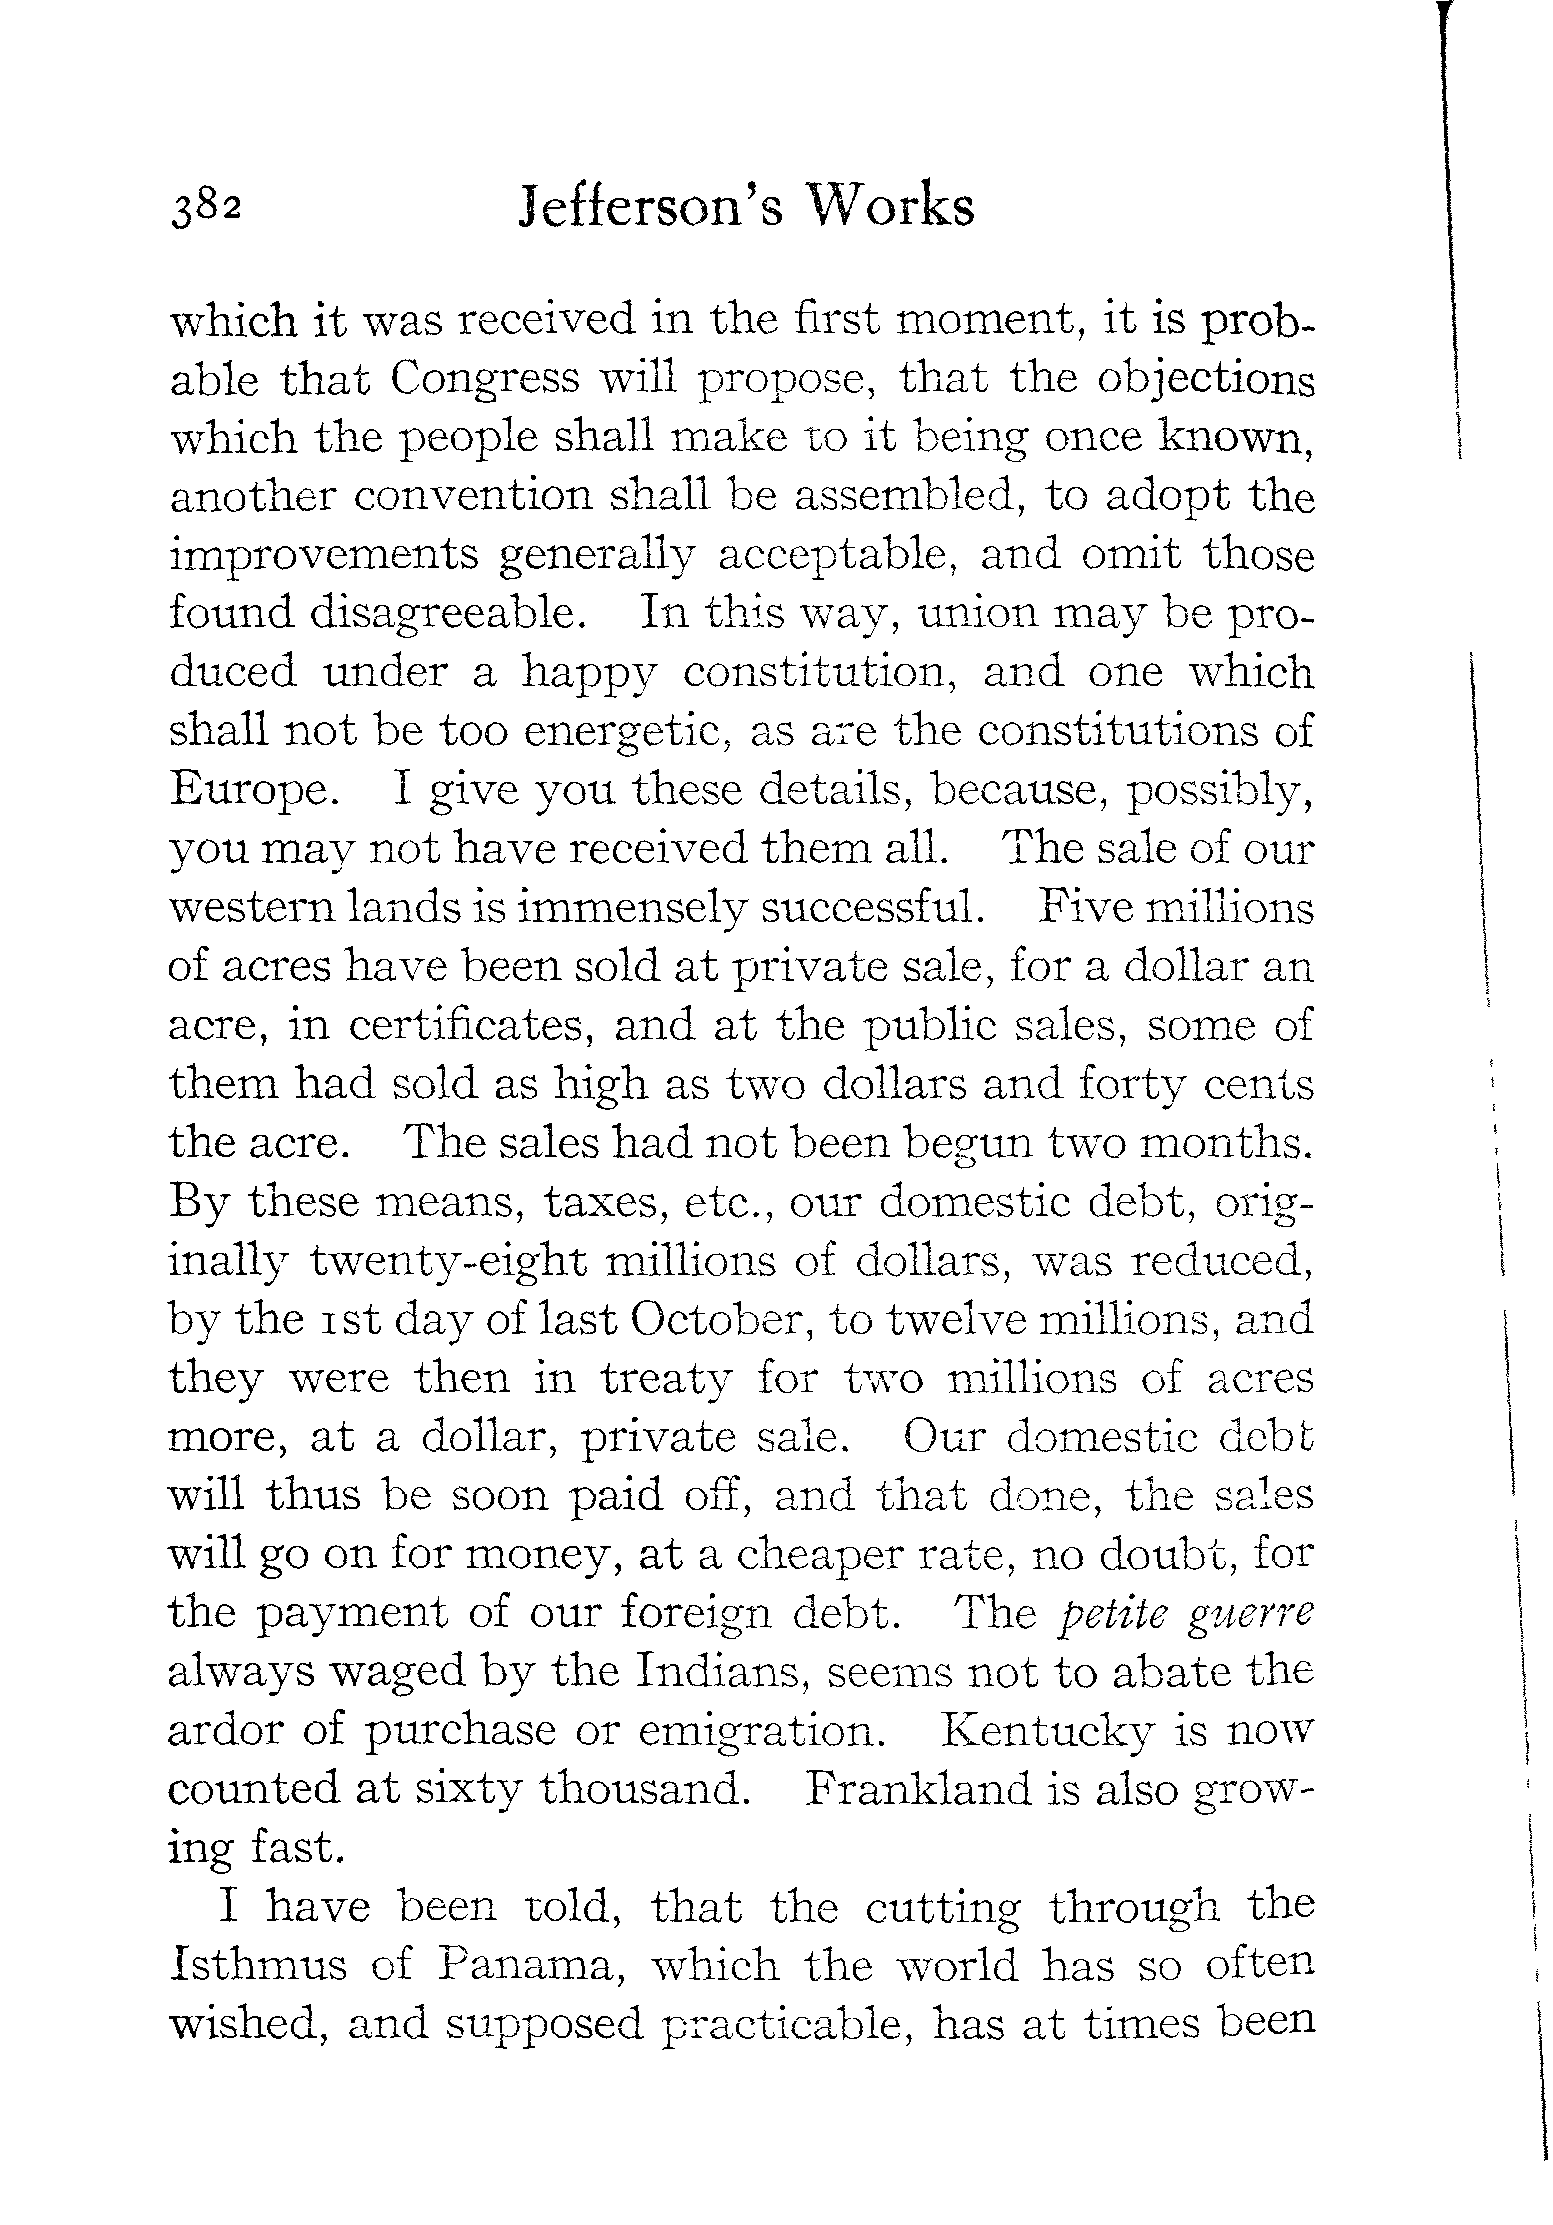 382 Jefferson's Works
which it was received in the first moment, it is prob-
able that Congress will propose, that the objections
which the people shall make to it being once known,
another convention shall be assembled, to adopt the
improvements generally acceptable, and omit those
found disagreeable. In this way, union may be pro-
duced under a happy constitution, and one which
shall not be too energetic, as are the constitutions of
Europe. I give you these details, because, possibly,
you may not have received them all. The sale of our
western lands is immensely successful. Five millions
of acres have been sold at private sale, for a dollar an
acre, in certificates, and at the public sales, some of
them had sold as high as two dollars and forty cents
the acre. The sales had not been begun two months.
By these means, taxes, etc., our domestic debt, orig-
inally twenty-eight millions of dollars, was reduced,
by the 1st day of last October, to twelve millions, and
they were then in treaty for two millions of acres
more, at a dollar, private sale. Our domestic debt
will thus be soon paid off, and that done, the sales
will go on for money, at a cheaper rate, no doubt, for
the payment of our foreign debt. The petite guerre
always waged by the Indians, seems not to abate the
ardor of purchase or emigration. Kentucky is now
counted at sixty thousand. Frankland is also grow-
ing fast.
I have been told, that the cutting through the
Isthmus of Panama, which the world has so often
wished, and supposed practicable, has at times been